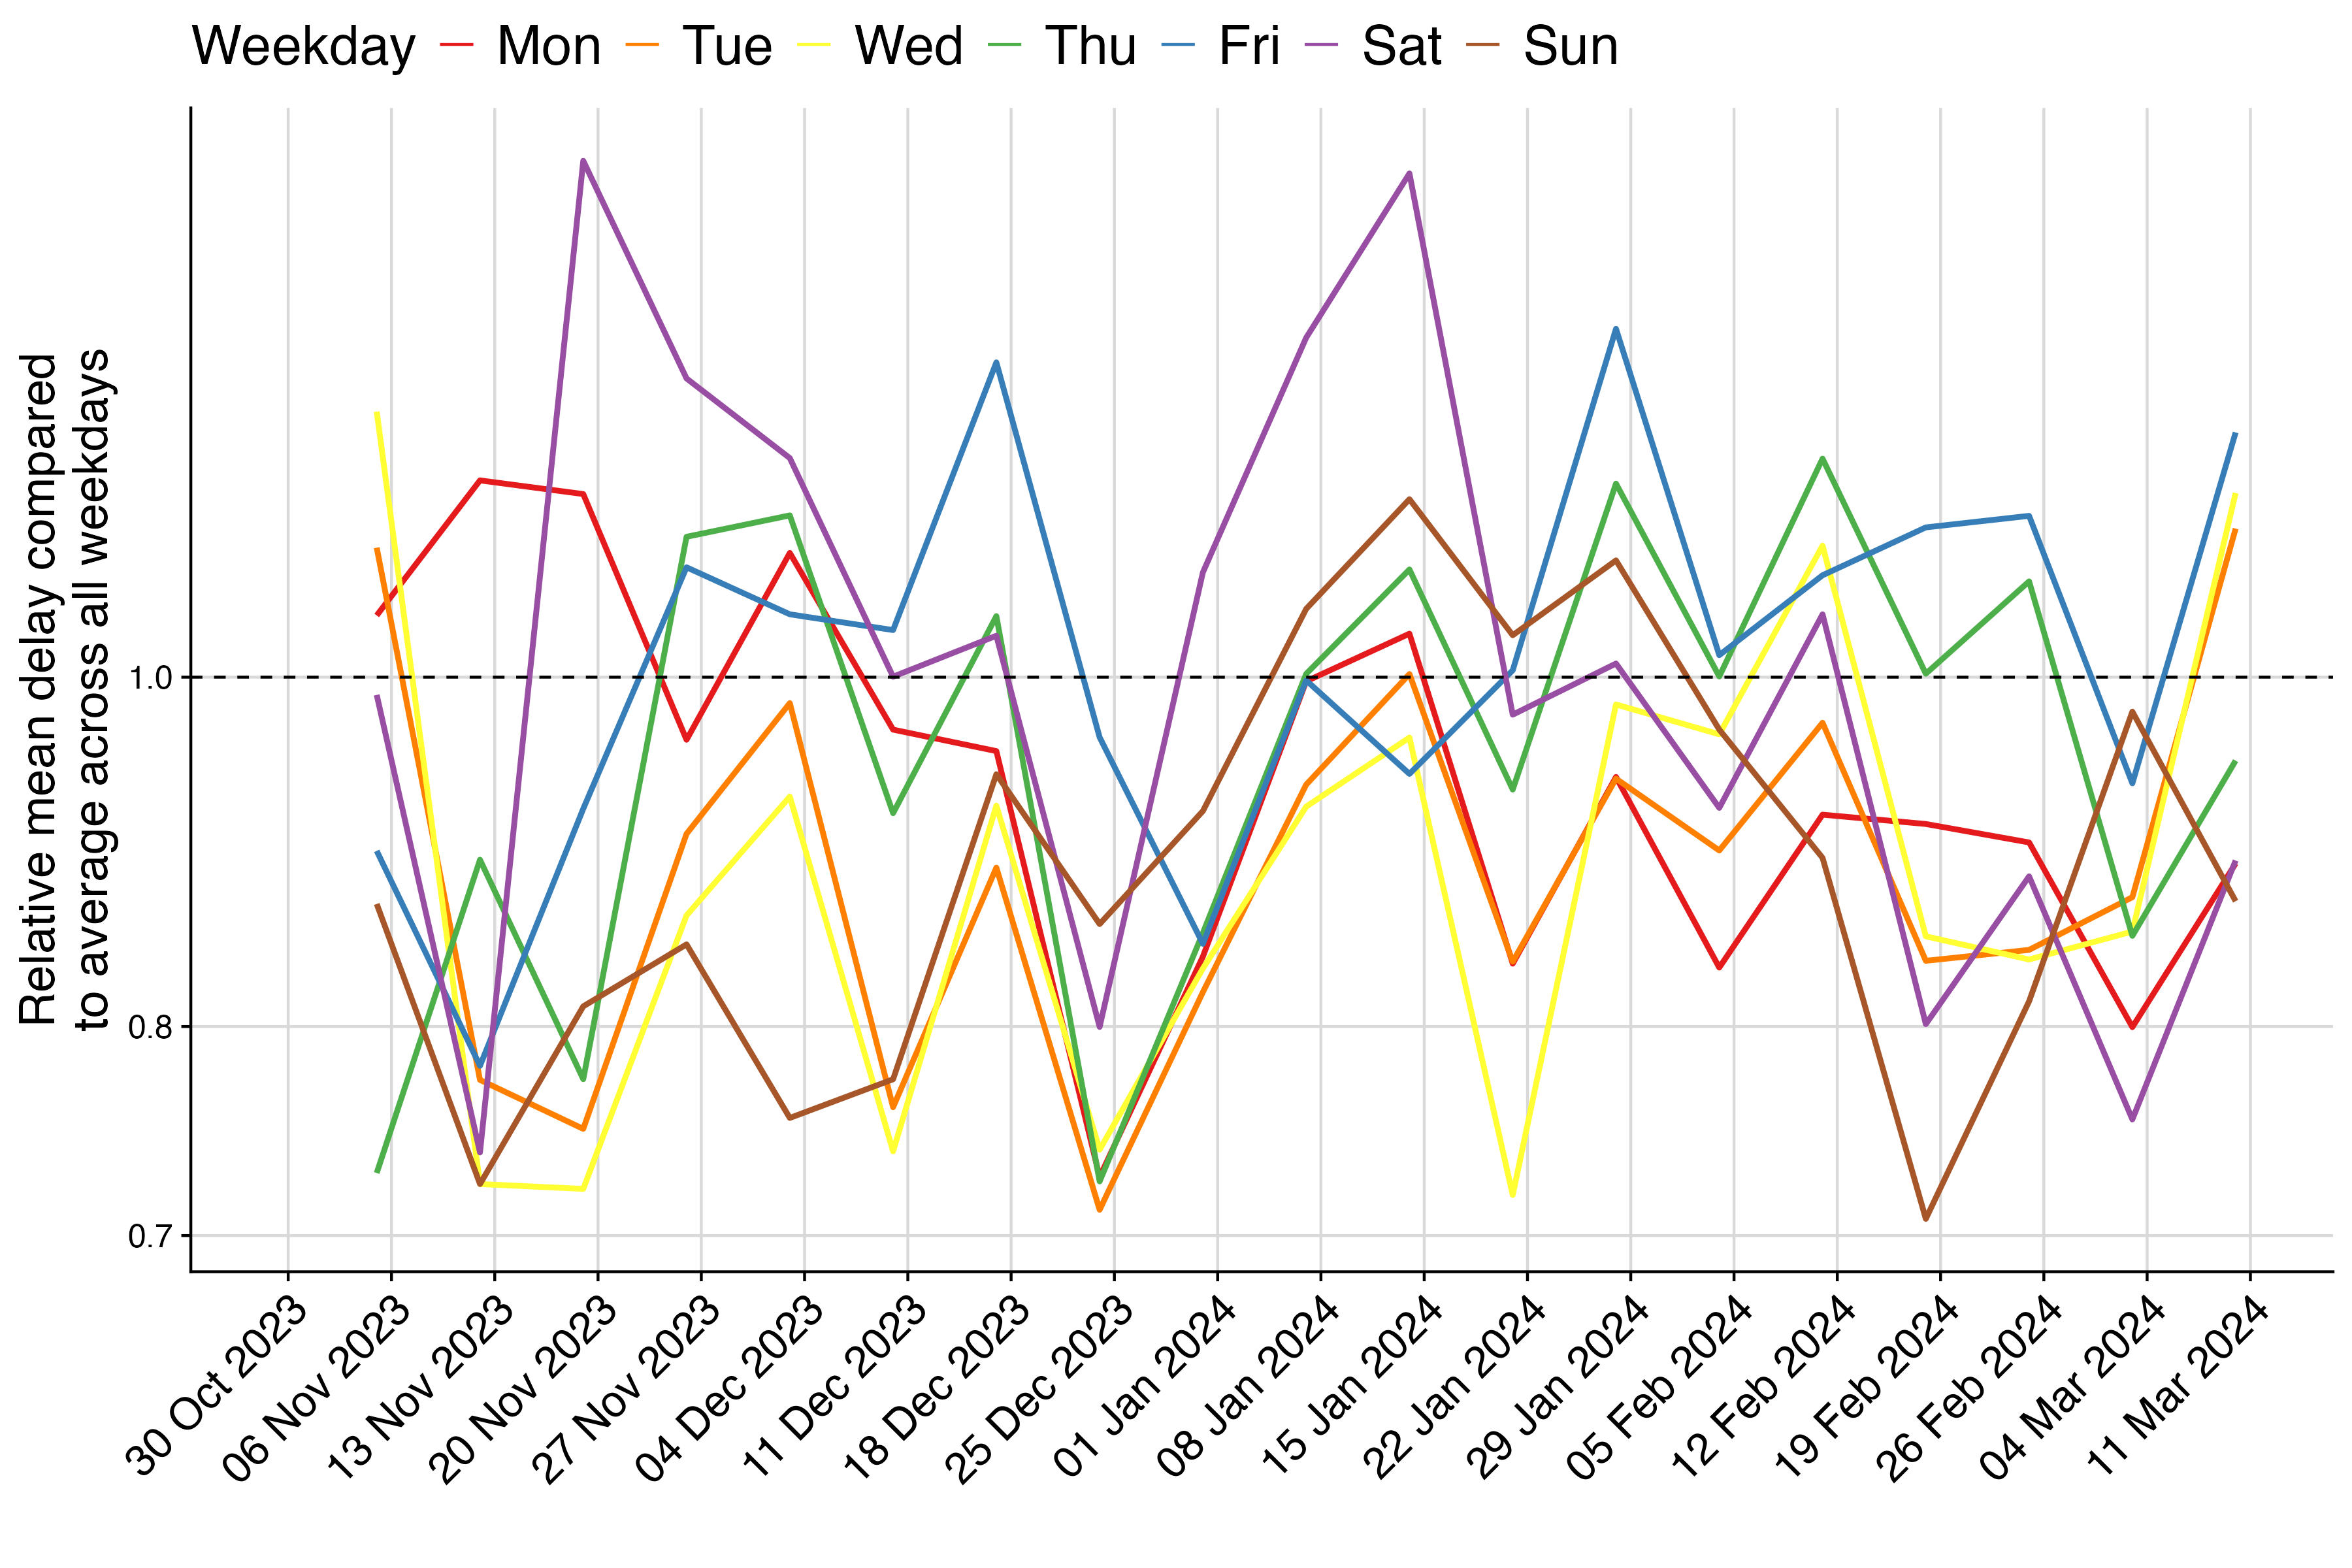 Weekday Mon Tue Wed Thu Fri Sat Sun
Relative mean delay compared
to average across all weekdays
1.0
0.8
0.7
30 Oct 2023
06 Nov 2023
13 Nov 2023
20 Nov 2023
27 Nov 2023
04 Dec 2023
11 Dec 2023
18 Dec 2023
25 Dec 2023
01 Jan 2024
08 Jan 2024
15 Jan 2024
22 Jan 2024
29 Jan 2024
05 Feb 2024
12 Feb 2024
19 Feb 2024
26 Feb 2024
04 Mar 2024
11 Mar 2024